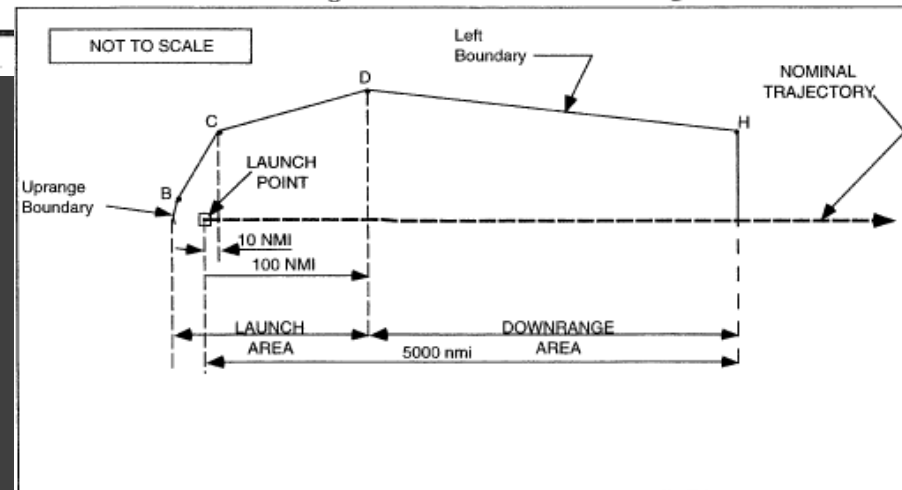 NOT TO SCALE
Left
Boundary
NOMINAL
TRAJECTORY
D
C
H
LAUNCH
POINT
B
Uprange
Boundary
10 NMI
100 NMI
LAUNCH
AREA
DOWNRANGE
AREA
5000 nmi